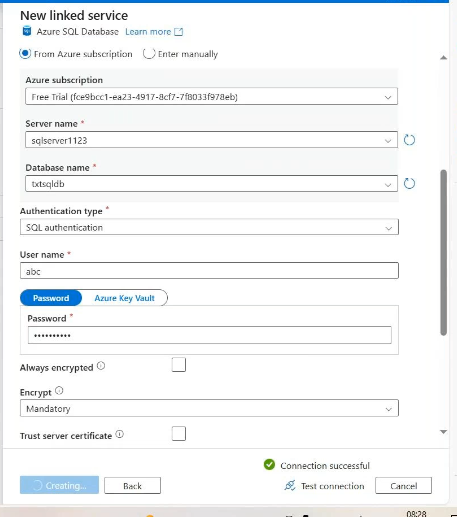 New linked service
Azure SQL Database Learn more
From Azure subscription Enter manually
Azure subscription
Free Trial (fce9bcc1-ea23-4917-8cf7-7f8033f978eb)
Server name *
sqlserver1123
Database name *
txtsqldb
Authentication type *
SQL authentication
User name *
abc
Password Azure Key Vault
Password *
••••••••••
Always encrypted
Encrypt
Mandatory
Trust server certificate
Connection successful
Creating... Back Test connection Cancel
08:28